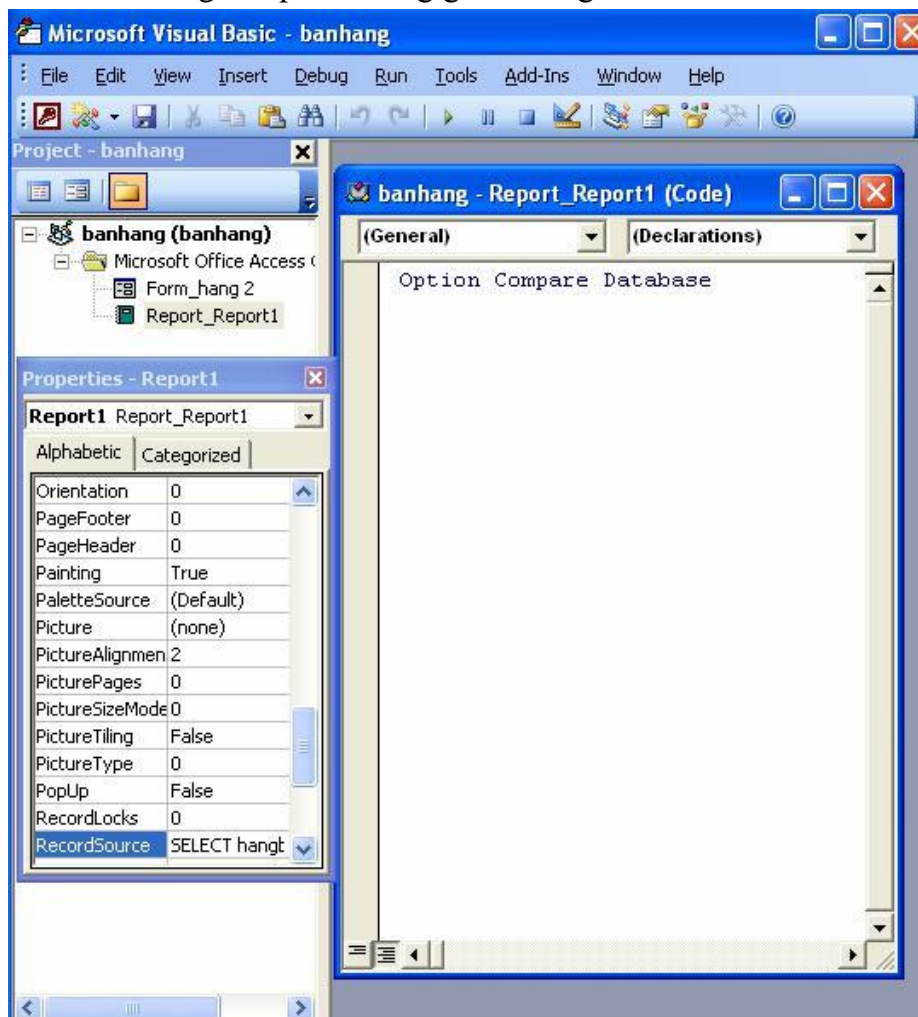 Microsoft Visual Basic - banhang
File Edit View Insert Debug Run Tools Add-Ins Window Help
Project - banhang
banhang (banhang)
Microsoft Office Access
Form_hang 2
Report_Report1
Properties - Report1
Report1 Report_Report1
Alphabetic Categorized
Orientation 0
PageFooter 0
PageHeader 0
Painting True
PaletteSource (Default)
Picture (none)
PictureAlignmen 2
PicturePages 0
PictureSizeMode 0
PictureTiling False
PictureType 0
PopUp False
RecordLocks 0
RecordSource SELECT hangb
banhang - Report_Report1 (Code)
(General) (Declarations)
Option Compare Database